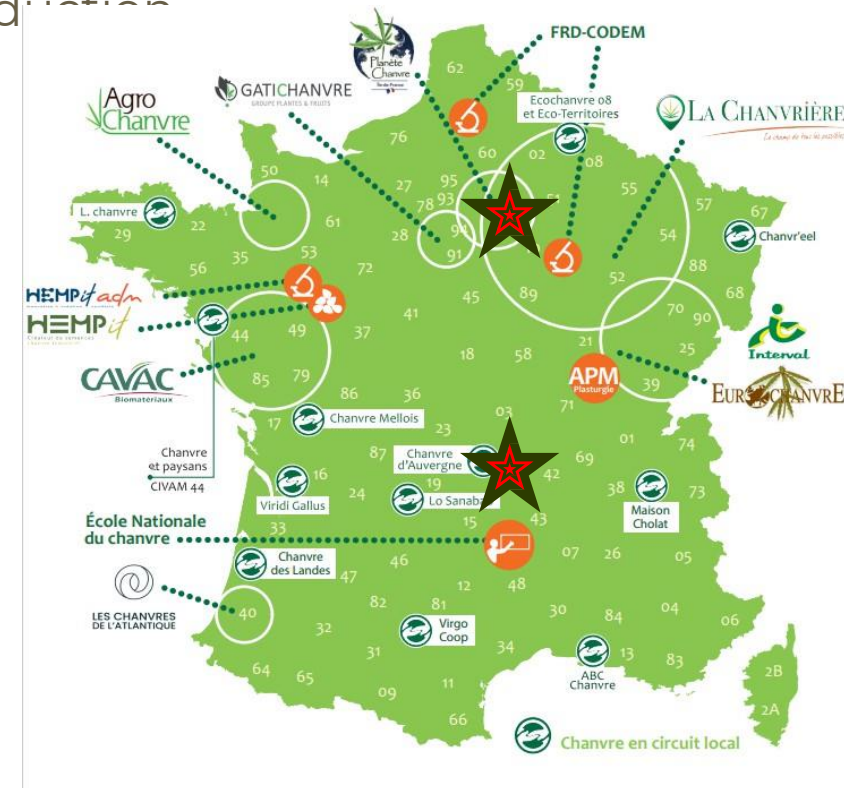 duction
FRD-CODEM
Planète
Chanvre
GATICHANVRE
GROUPE PLANTES & FRUITS
Agro
Chanvre
Ecochanvre 08
et Eco-Territoires
LA CHANVRIÈRE
62
59
76
60
02
08
50
14
27
95
93
78
51
55
57
67
L. chanvre
29
22
61
28
91
54
Chanvr'eel
56
35
53
72
52
88
68
HEMPit adm
HEMPit
45
89
70
90
44
49
37
41
21
25
Interval
CAVAC
Biomatériaux
85
79
18
58
APM
Plasturgie
39
EUROCHANVRE
86
36
71
17
Chanvre Mellois
03
23
01
74
Chanvre
et paysans
CIVAM 44
87
Chanvre
d'Auvergne
69
42
16
Viridi Gallus
24
19
38
73
Maison
Cholat
École Nationale
du chanvre
33
15
43
Chanvre
des Landes
47
46
07
26
05
12
48
LES CHANVRES
DE L'ATLANTIQUE
40
82
81
30
84
04
06
32
Virgo
Coop
31
34
13
83
ABC
Chanvre
64
65
09
11
66
2B
2A
Chanvre en circuit local